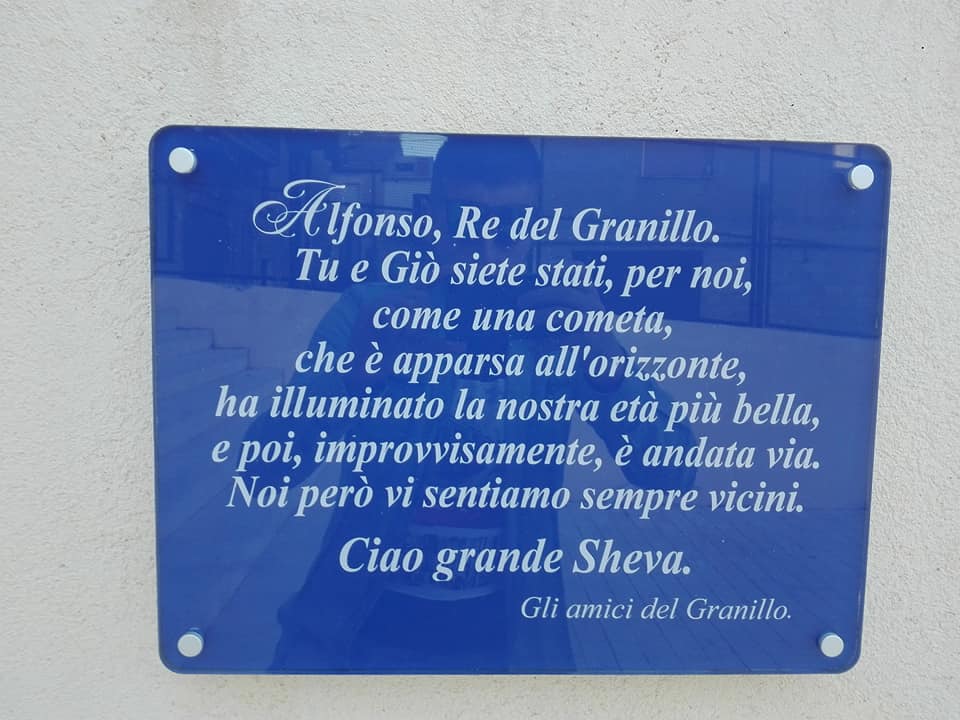 Alfonso, Re del Granillo.
Tu e Giò siete stati, per noi,
come una cometa,
che è apparsa all'orizzonte,
ha illuminato la nostra età più bella,
e poi, improvvisamente, è andata via.
Noi però vi sentiamo sempre vicini.
Ciao grande Sheva.
Gli amici del Granillo.